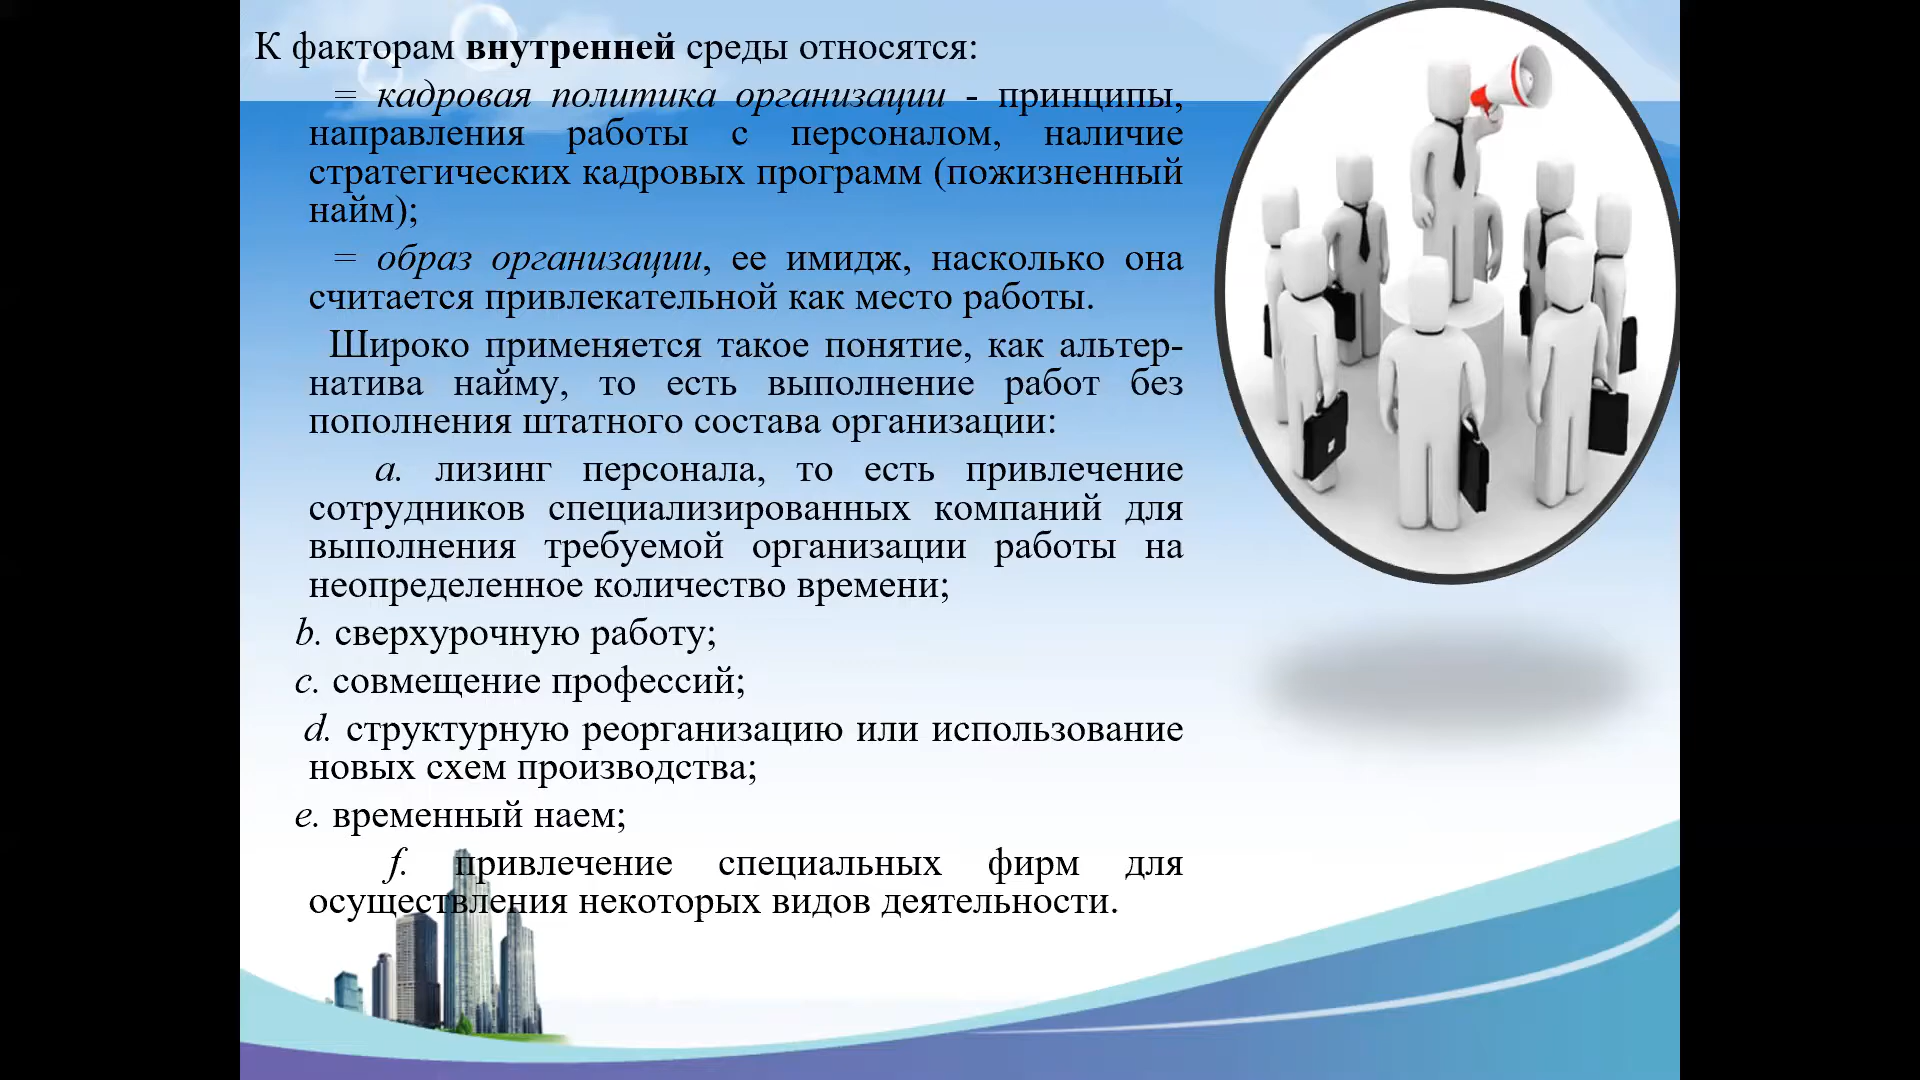 К факторам внутренней среды относятся:
= кадровая политика организации - принципы,
направления работы с персоналом, наличие
стратегических кадровых программ (пожизненный
найм);
= образ организации, ее имидж, насколько она
считается привлекательной как место работы.
Широко применяется такое понятие, как альтер-
натива найму, то есть выполнение работ без
пополнения штатного состава организации:
a. лизинг персонала, то есть привлечение
сотрудников специализированных компаний для
выполнения требуемой организации работы на
неопределенное количество времени;
b. сверхурочную работу;
c. совмещение профессий;
d. структурную реорганизацию или использование
новых схем производства;
e. временный наем;
f. привлечение специальных фирм для
осуществления некоторых видов деятельности.